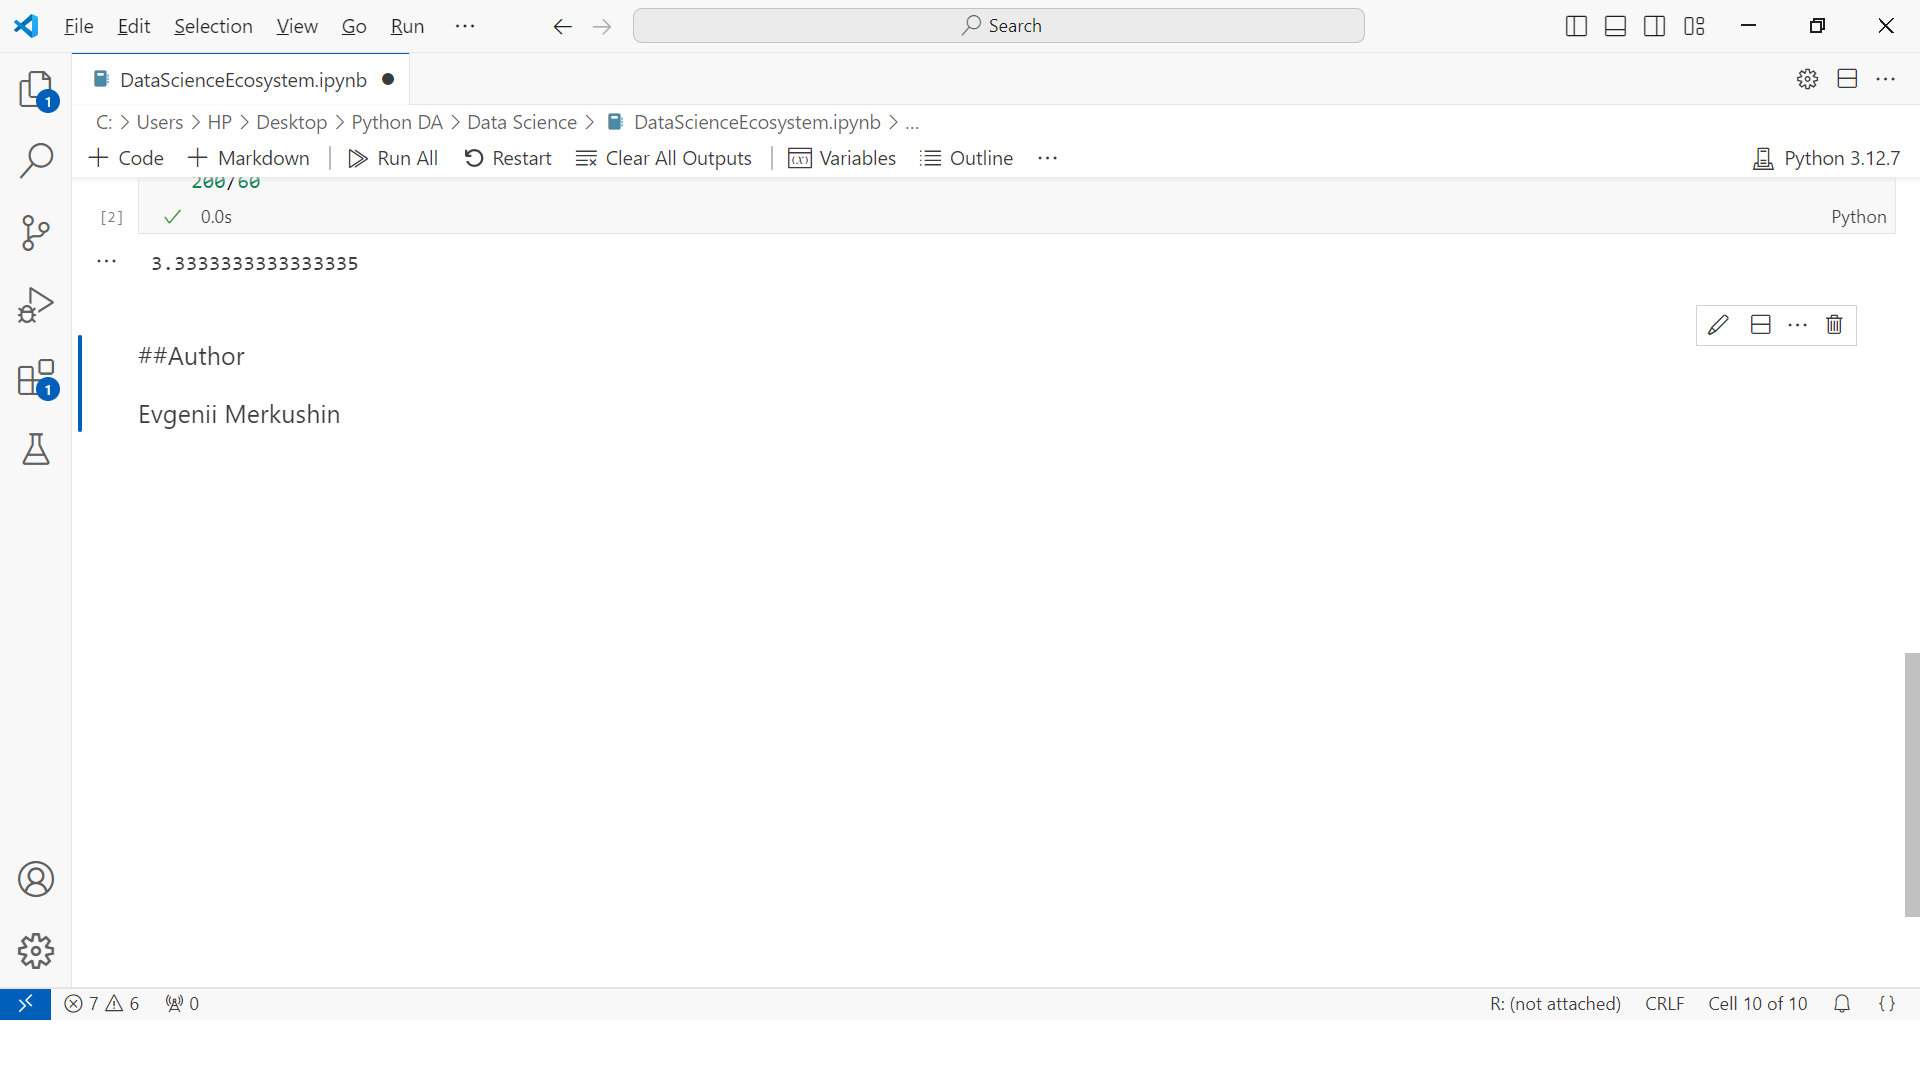 File Edit Selection View Go Run ··· Search
DataScienceEcosystem.ipynb
C: > Users > HP > Desktop > Python DA > Data Science > DataScienceEcosystem.ipynb > ...
+ Code + Markdown | Run All Restart Clear All Outputs | Variables Outline ··· Python 3.12.7
200/60
[2] 0.0s Python
3.3333333333333335
##Author
Evgenii Merkushin
1
1
7 6 0 R: (not attached) CRLF Cell 10 of 10 {}